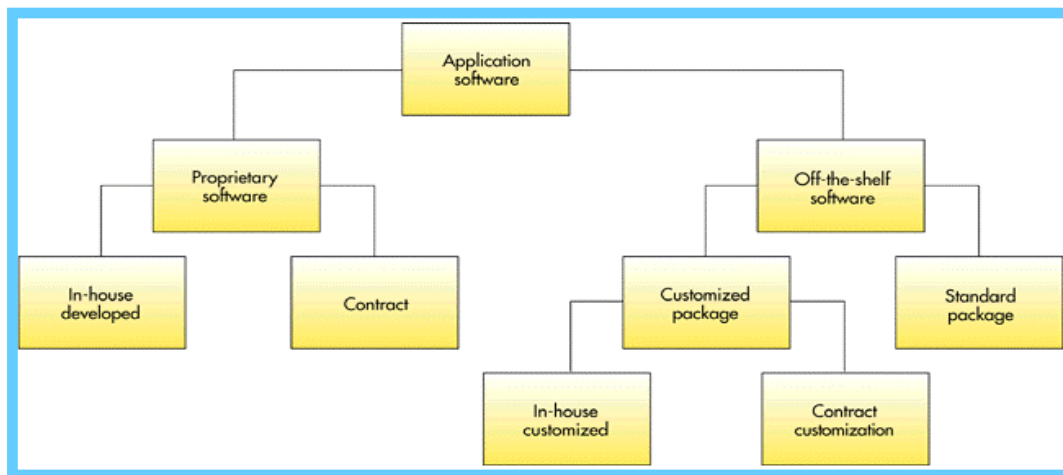 Application
software
Proprietary
software
Off-the-shelf
software
In-house
developed
Contract
Customized
package
Standard
package
In-house
customized
Contract
customization